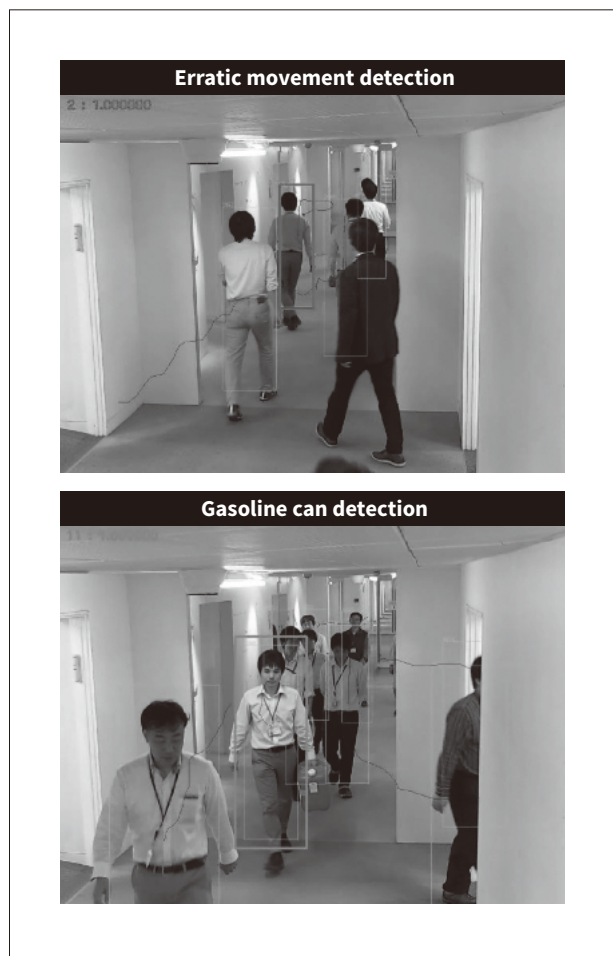 Erratic movement detection
2 : 1.000000
Gasoline can detection